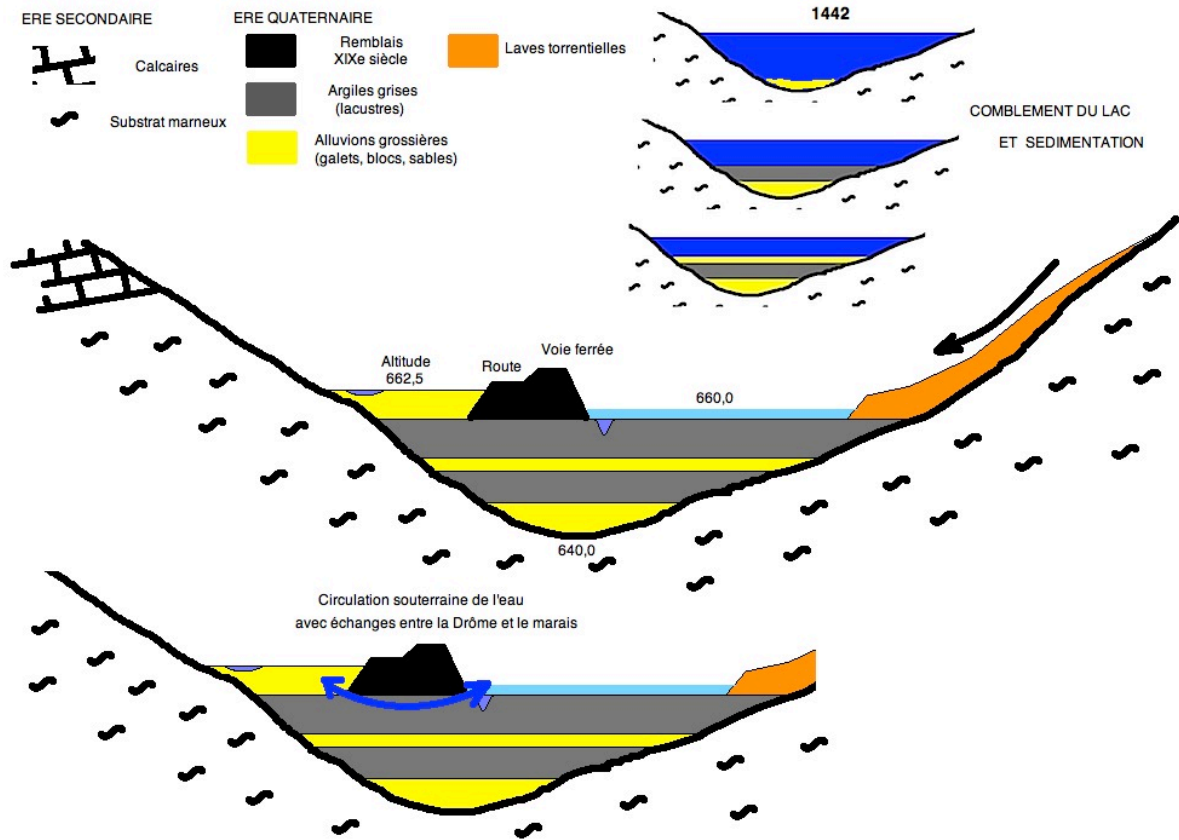 ERE SECONDAIRE
Calcaires
Substrat marneux
ERE QUATERNAIRE
Remblais
XIXe siècle
Argiles grises
(lacustres)
Alluvions grossières
(galets, blocs, sables)
Laves torrentielles
1442
COMBLEMENT DU LAC
ET SEDIMENTATION
Altitude
662,5
Route
Voie ferrée
660,0
640,0
Circulation souterraine de l'eau
avec échanges entre la Drôme et le marais